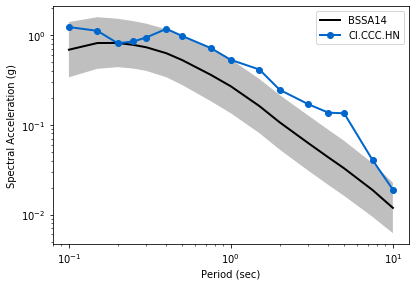 BSSA14
CI.CCC.HN
Spectral Acceleration (g)
10⁰
10⁻¹
10⁻²
10⁻¹ 10⁰ 10¹
Period (sec)